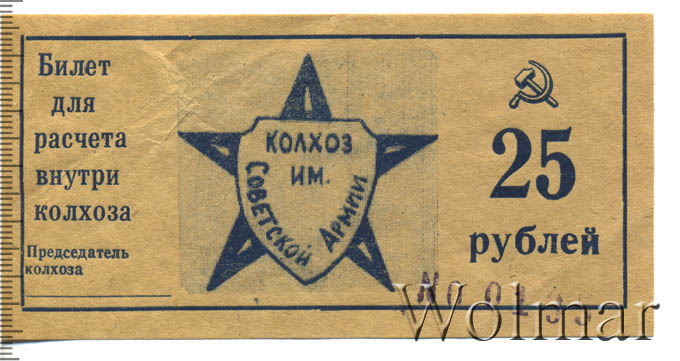 Билет
для
расчета
внутри
колхоза
Председатель
колхоза
КОЛХОЗ
ИМ.
СОВЕТСКОЙ АРМИИ
25
рублей
Wolmar